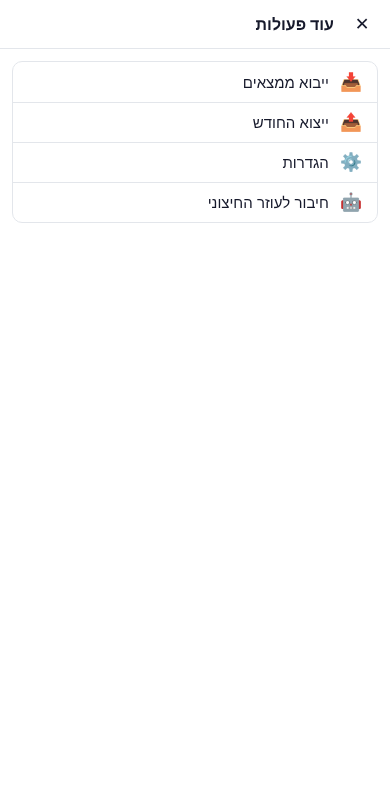 ✕ עוד פעולות
📥 ייבוא ממצאים
📤 ייצוא החודש
⚙️ הגדרות
🤖 חיבור לעוזר החיצוני